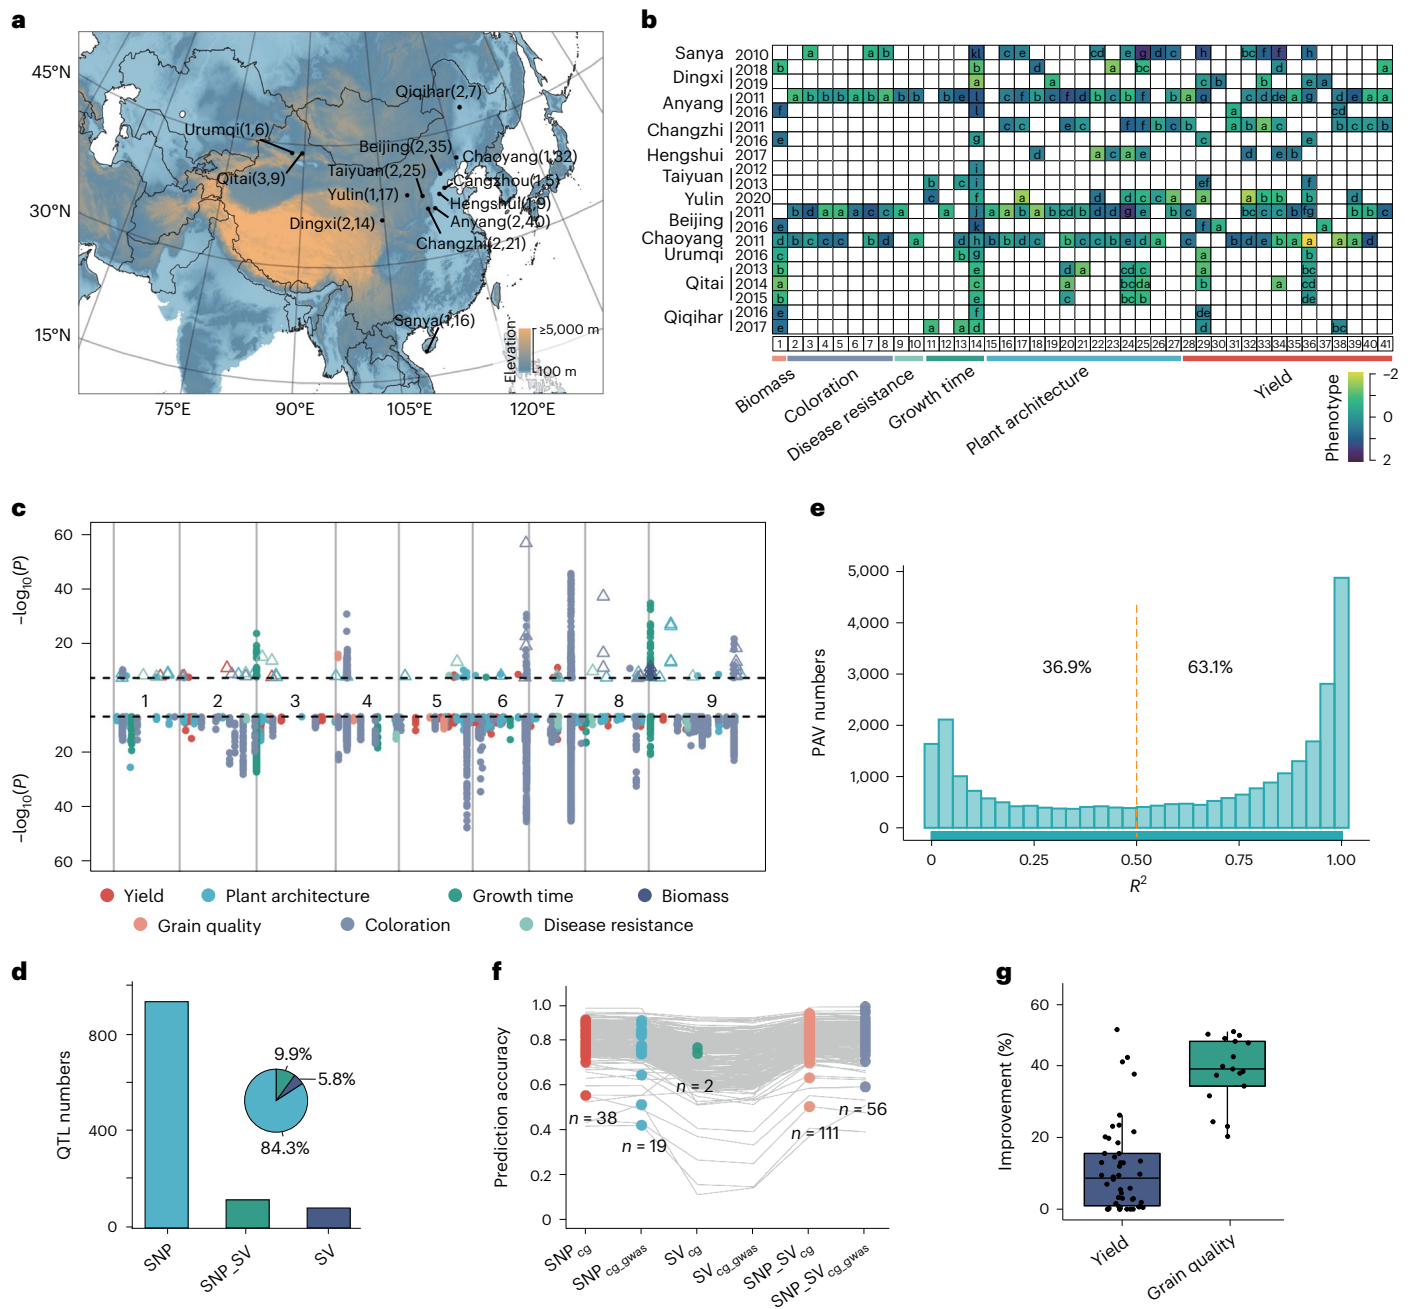 a
45°N
30°N
15°N
75°E
90°E
105°E
120°E
Qiqihar(2,7)
Urumqi(1,6)
Beijing(2,35)
Chaoyang(1,32)
Taiyuan(2,25)
Qitai(3,9)
Cangzhou(1,5)
Yulin(1,17)
Hengshui(1,9)
Dingxi(2,14)
Anyang(2,40)
Changzhi(2,21)
Sanya(1,16)
Elevation
≥5,000 m
100 m
b
Sanya 2010
Dingxi 2018
2019
Anyang 2011
2016
Changzhi 2011
2016
Hengshui 2017
Taiyuan 2012
2013
Yulin 2020
Beijing 2011
2016
Chaoyang 2011
Urumqi 2016
Qitai 2013
2014
2015
Qiqihar 2016
2017
1 2 3 4 5 6 7 8 9 10 11 12 13 14 15 16 17 18 19 20 21 22 23 24 25 26 27 28 29 30 31 32 33 34 35 36 37 38 39 40 41
Biomass
Coloration
Disease resistance
Growth time
Plant architecture
Yield
Phenotype
−2
0
2
c
−log10(P)
60
40
20
1 2 3 4 5 6 7 8 9
20
40
60
−log10(P)
Yield
Plant architecture
Growth time
Biomass
Grain quality
Coloration
Disease resistance
e
PAV numbers
5,000
4,000
3,000
2,000
1,000
0
36.9%
63.1%
0 0.25 0.50 0.75 1.00
R2
d
QTL numbers
800
400
0
9.9%
5.8%
84.3%
SNP
SNP_SV
SV
f
Prediction accuracy
1.0
0.8
0.6
0.4
0.2
0
n = 38
n = 19
n = 2
n = 111
n = 56
SNPcg
SNPcg_gwas
SVcg
SVcg_gwas
SNP_SVcg
SNP_SVcg_gwas
g
Improvement (%)
60
40
20
0
Yield
Grain quality